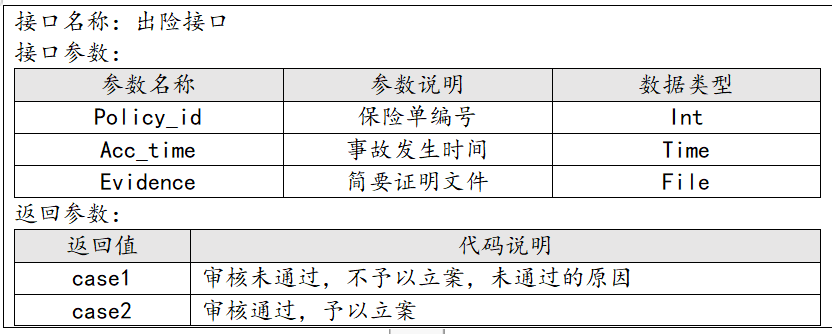 接口名称：出险接口
接口参数：
参数名称 参数说明 数据类型
Policy_id 保险单编号 Int
Acc_time 事故发生时间 Time
Evidence 简要证明文件 File
返回参数：
返回值 代码说明
case1 审核未通过，不予以立案，未通过的原因
case2 审核通过，予以立案